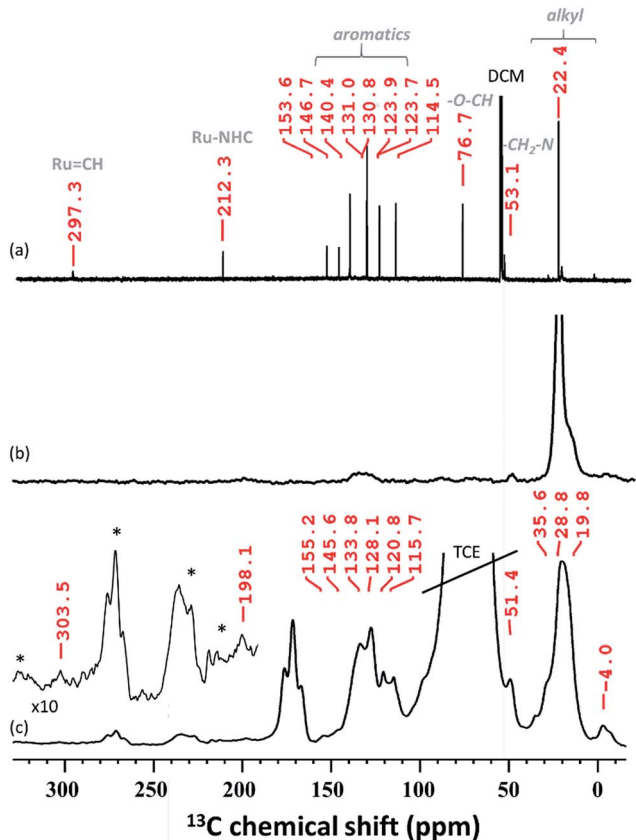 alkyl
aromatics
DCM
22.4
153.6
146.7
140.4
131.0
130.8
123.9
123.7
114.5
-O-CH
76.7
-CH₂-N
53.1
Ru-NHC
212.3
Ru=CH
297.3
(a)
(b)
35.6
28.8
19.8
155.2
145.6
133.8
128.1
120.8
115.7
TCE
51.4
* * * *
303.5
198.1
-4.0
x10
(c)
300 250 200 150 100 50 0
¹³C chemical shift (ppm)